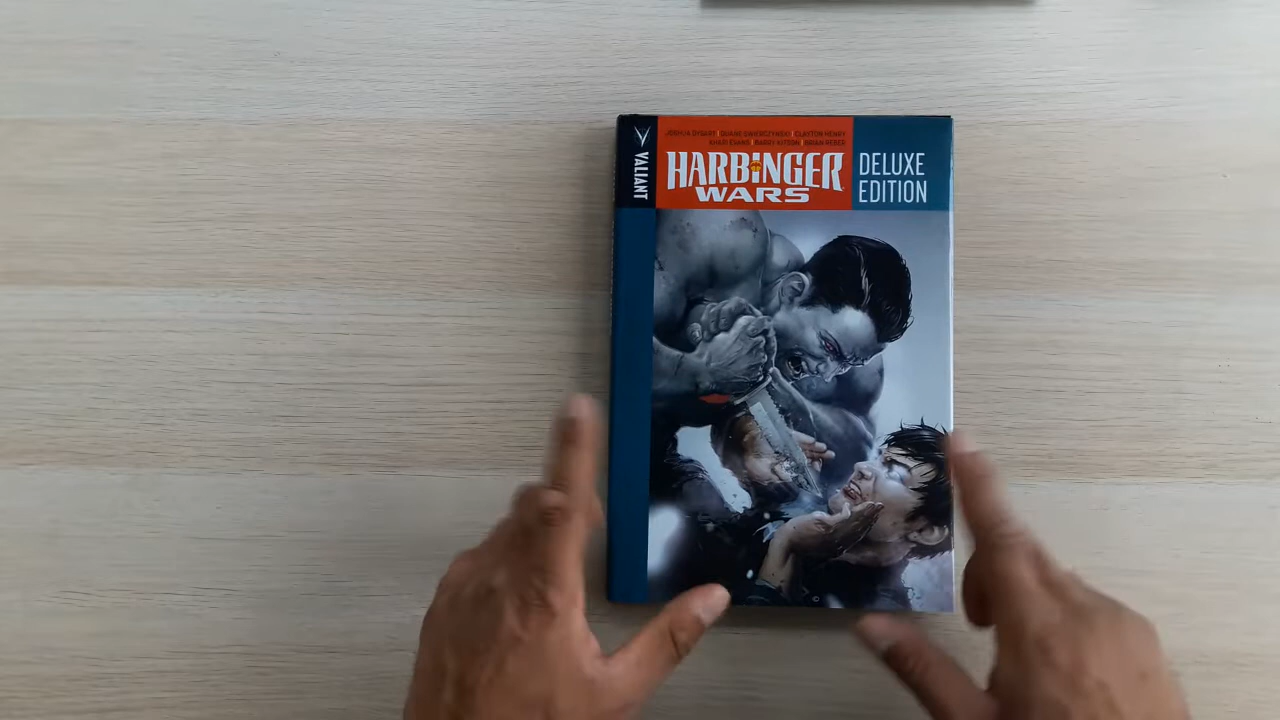 VALIANT
JOSHUA DYSART | DUANE SWIERCZYNSKI | CLAYTON HENRY
KHARI EVANS | BARRY KITSON | BRIAN REBER
HARBINGER
WARS
DELUXE
EDITION